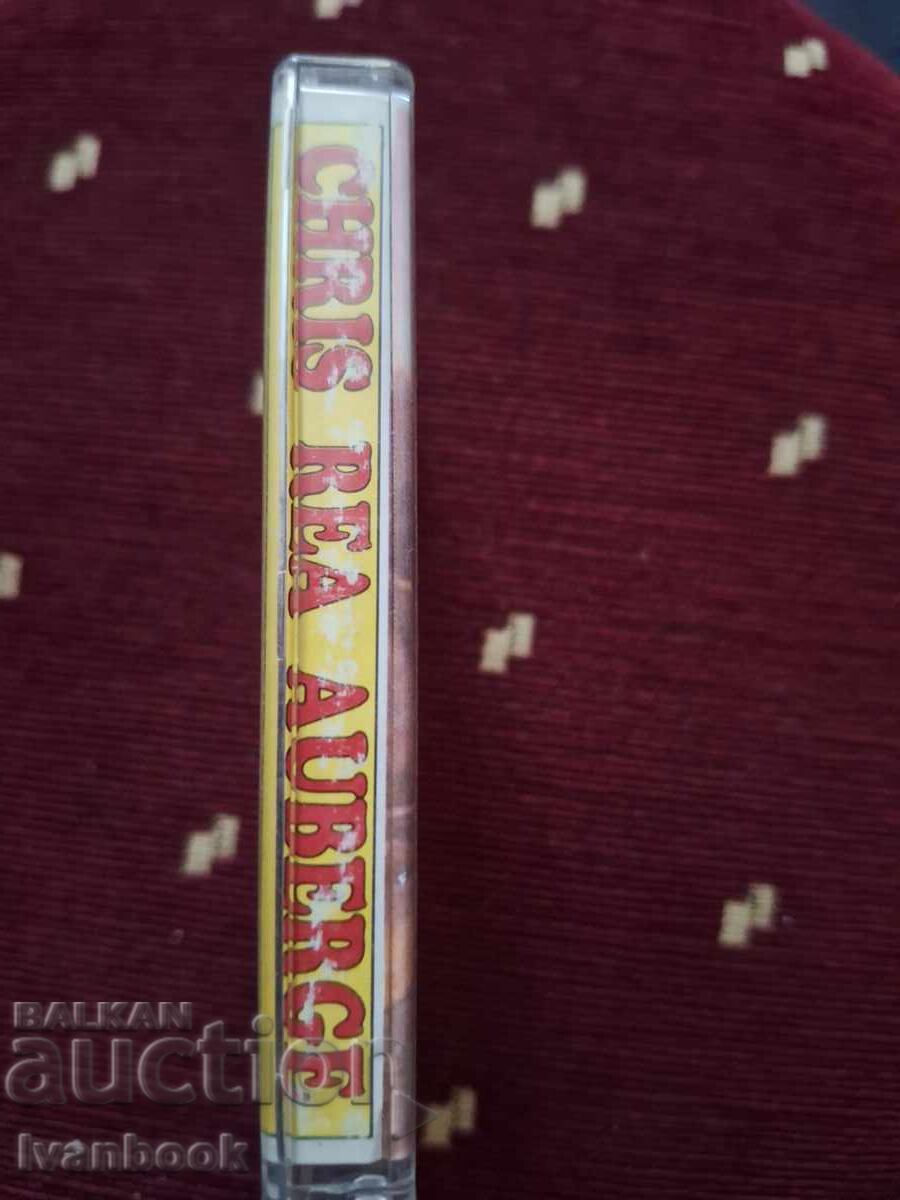 CHRIS REA AUBERGE
BALKAN
auction
Ivanbook